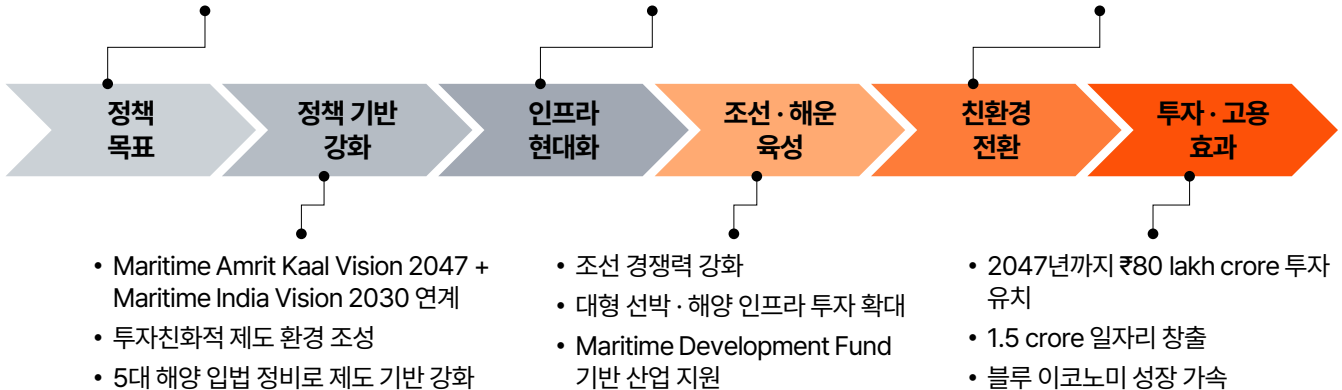 정책
목표
정책 기반
강화
인프라
현대화
조선 · 해운
육성
친환경
전환
투자 · 고용
효과
• Maritime Amrit Kaal Vision 2047 +
Maritime India Vision 2030 연계
• 투자친화적 제도 환경 조성
• 5대 해양 입법 정비로 제도 기반 강화
• 조선 경쟁력 강화
• 대형 선박 · 해양 인프라 투자 확대
• Maritime Development Fund
기반 산업 지원
• 2047년까지 ₹80 lakh crore 투자
유치
• 1.5 crore 일자리 창출
• 블루 이코노미 성장 가속